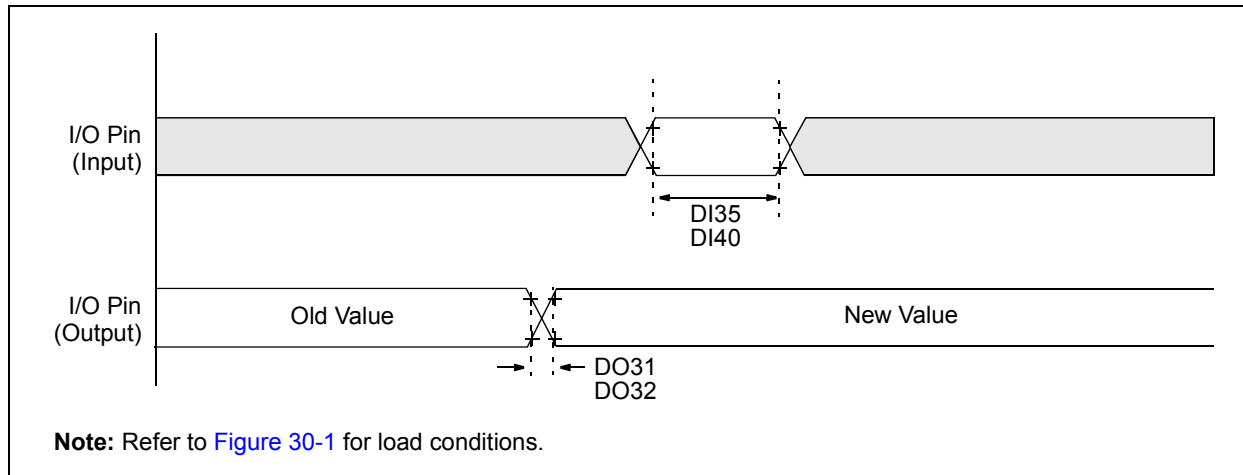 I/O Pin
(Input)
DI35
DI40
I/O Pin
(Output)
Old Value
New Value
DO31
DO32
Note: Refer to Figure 30-1 for load conditions.